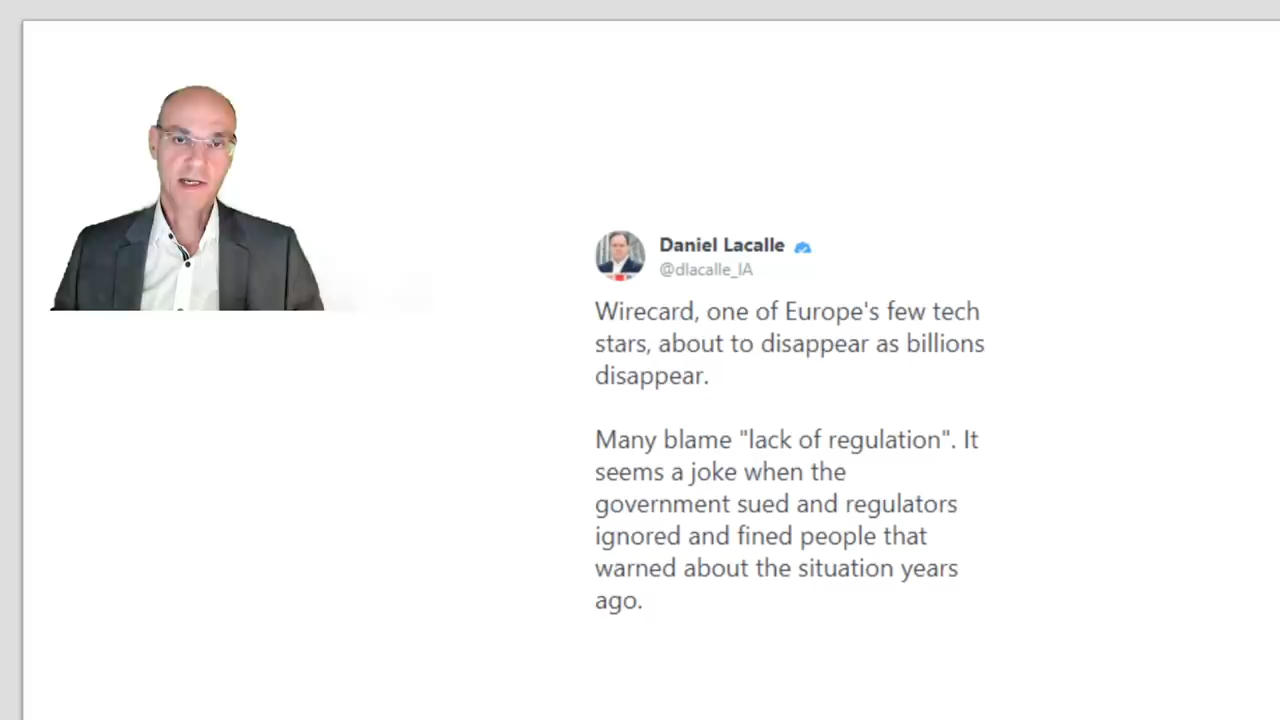 Daniel Lacalle
@dlacalle_IA
Wirecard, one of Europe's few tech
stars, about to disappear as billions
disappear.
Many blame "lack of regulation". It
seems a joke when the
government sued and regulators
ignored and fined people that
warned about the situation years
ago.